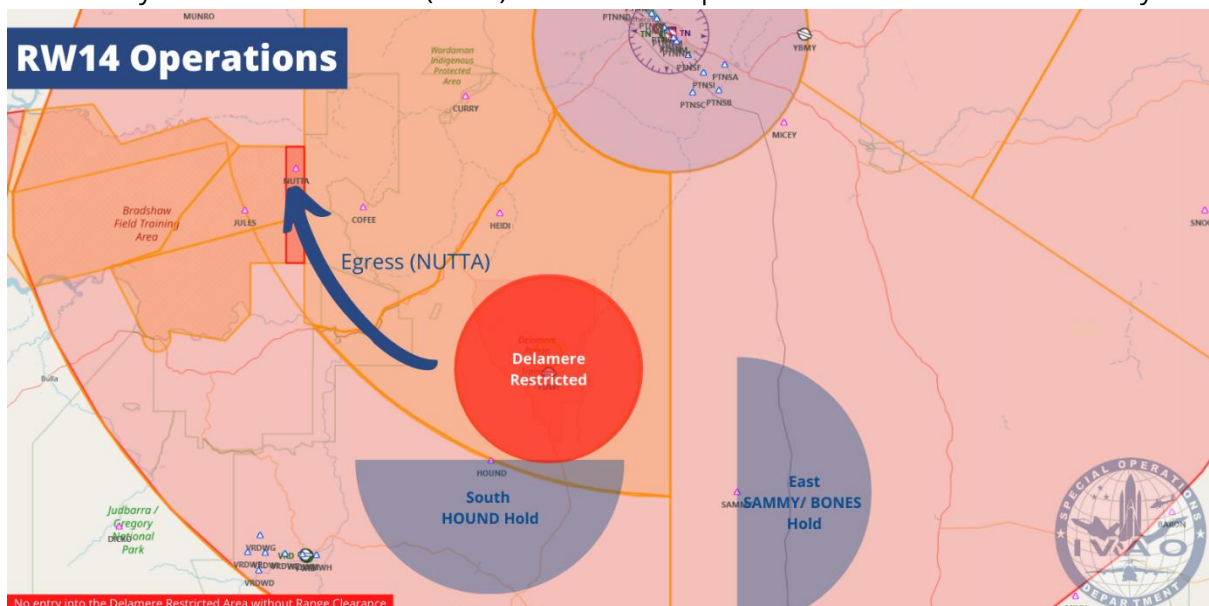 RW14 Operations
MUNRO
Wardaman
Indigenous
Protected
Area
CURRY
PTNSF
PTNSA
PTNSI
PTNSC
PTNSB
YBMY
MICEY
TN
TN
NUTTA
Bradshaw
Field Training
Area
JULES
COFEE
HEIDI
Egress (NUTTA)
Delamere
Restricted
Bulla
HOUND
South
HOUND Hold
East
SAMMY/ BONES
Hold
Judbarra /
Gregory
National
Park
DICKO
VRDWG
VRDWD
BARON
SPECIAL OPERATIONS
IVAO
DEPARTMENT
No entry into the Delamere Restricted Area without Range Clearance